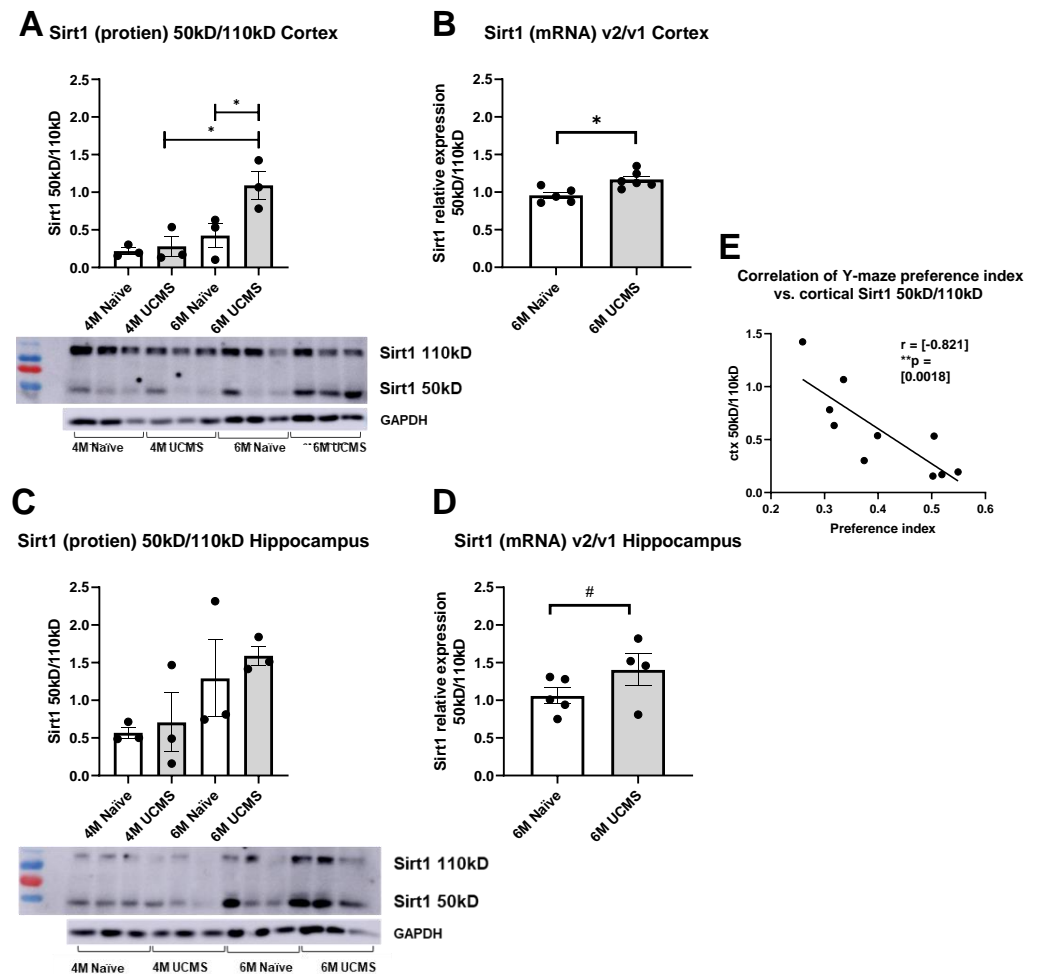 A
Sirt1 (protien) 50kD/110kD Cortex
Sirt1 50kD/110kD
2.5
2.0
1.5
1.0
0.5
0.0
*
*
4M Naïve
4M UCMS
6M Naïve
6M UCMS
Sirt1 110kD
Sirt1 50kD
GAPDH
4M Naïve 4M UCMS 6M Naïve 6M UCMS
B
Sirt1 (mRNA) v2/v1 Cortex
Sirt1 relative expression
50kD/110kD
2.5
2.0
1.5
1.0
0.5
0.0
*
6M Naïve
6M UCMS
E
Correlation of Y-maze preference index
vs. cortical Sirt1 50kD/110kD
ctx 50kD/110kD
1.5
1.0
0.5
0.0
r = [-0.821]
**p =
[0.0018]
0.2 0.3 0.4 0.5 0.6
Preference index
C
Sirt1 (protien) 50kD/110kD Hippocampus
Sirt1 50kD/110kD
2.5
2.0
1.5
1.0
0.5
0.0
4M Naïve
4M UCMS
6M Naïve
6M UCMS
Sirt1 110kD
Sirt1 50kD
GAPDH
4M Naïve 4M UCMS 6M Naïve 6M UCMS
D
Sirt1 (mRNA) v2/v1 Hippocampus
Sirt1 relative expression
50kD/110kD
2.5
2.0
1.5
1.0
0.5
0.0
#
6M Naïve
6M UCMS